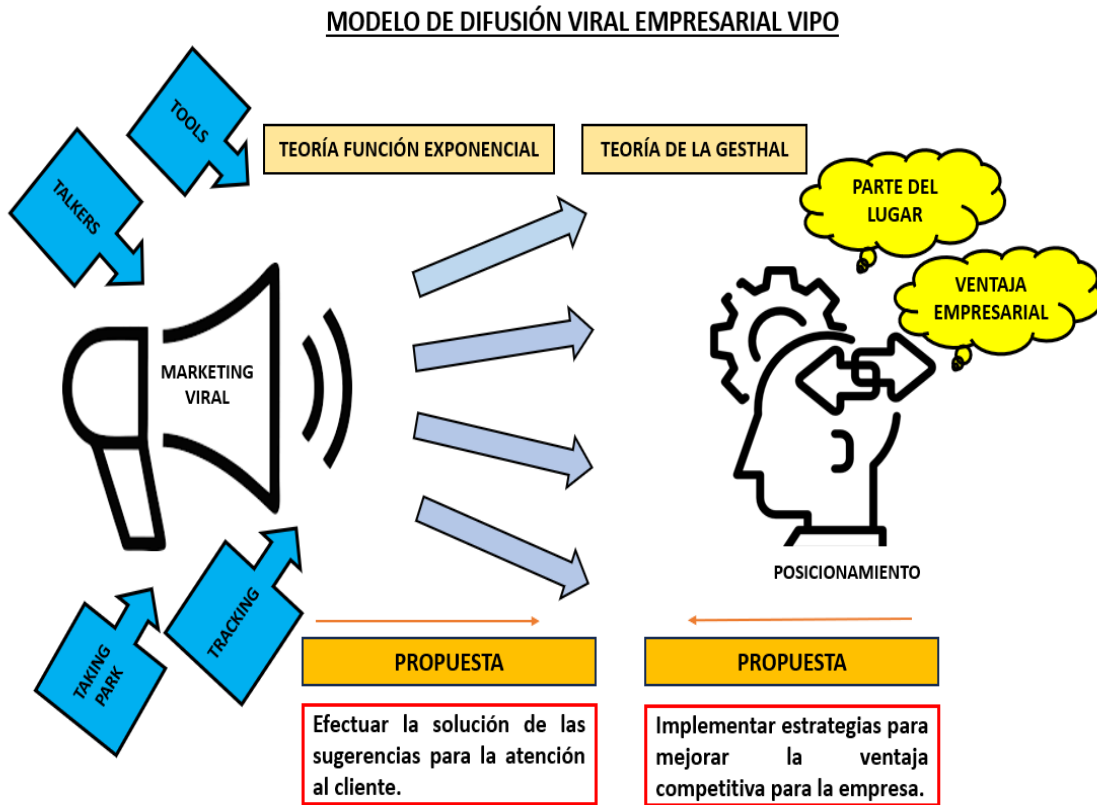 MODELO DE DIFUSIÓN VIRAL EMPRESARIAL VIPO
TOOLS
TALKERS
TEORÍA FUNCIÓN EXPONENCIAL
TEORÍA DE LA GESTHAL
PARTE DEL
LUGAR
VENTAJA
EMPRESARIAL
MARKETING
VIRAL
POSICIONAMIENTO
TRACKING
TAKING
PARK
PROPUESTA
PROPUESTA
Efectuar la solución de las
sugerencias para la atención
al cliente.
Implementar estrategias para
mejorar la ventaja
competitiva para la empresa.